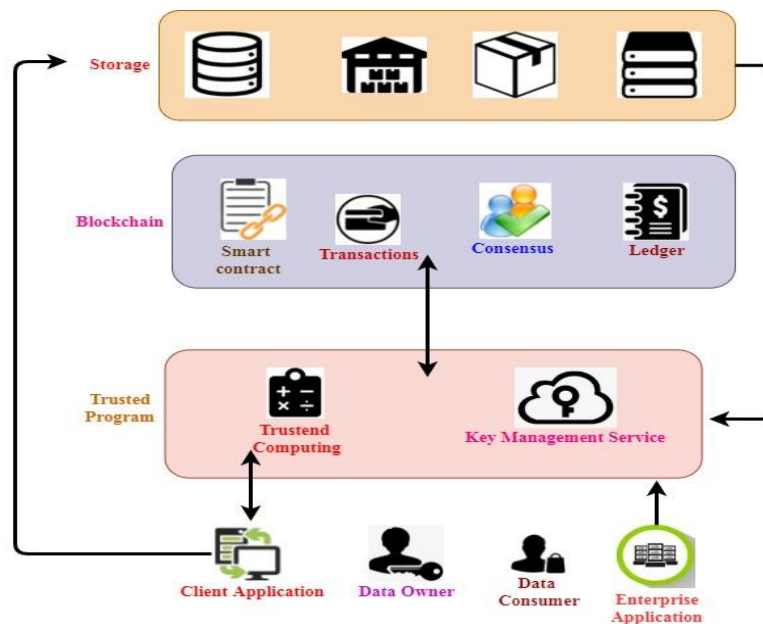 Storage
Blockchain
Smart
contract
Transactions
Consensus
Ledger
Trusted
Program
Trustend
Computing
Key Management Service
Client Application
Data Owner
Data
Consumer
Enterprise
Application